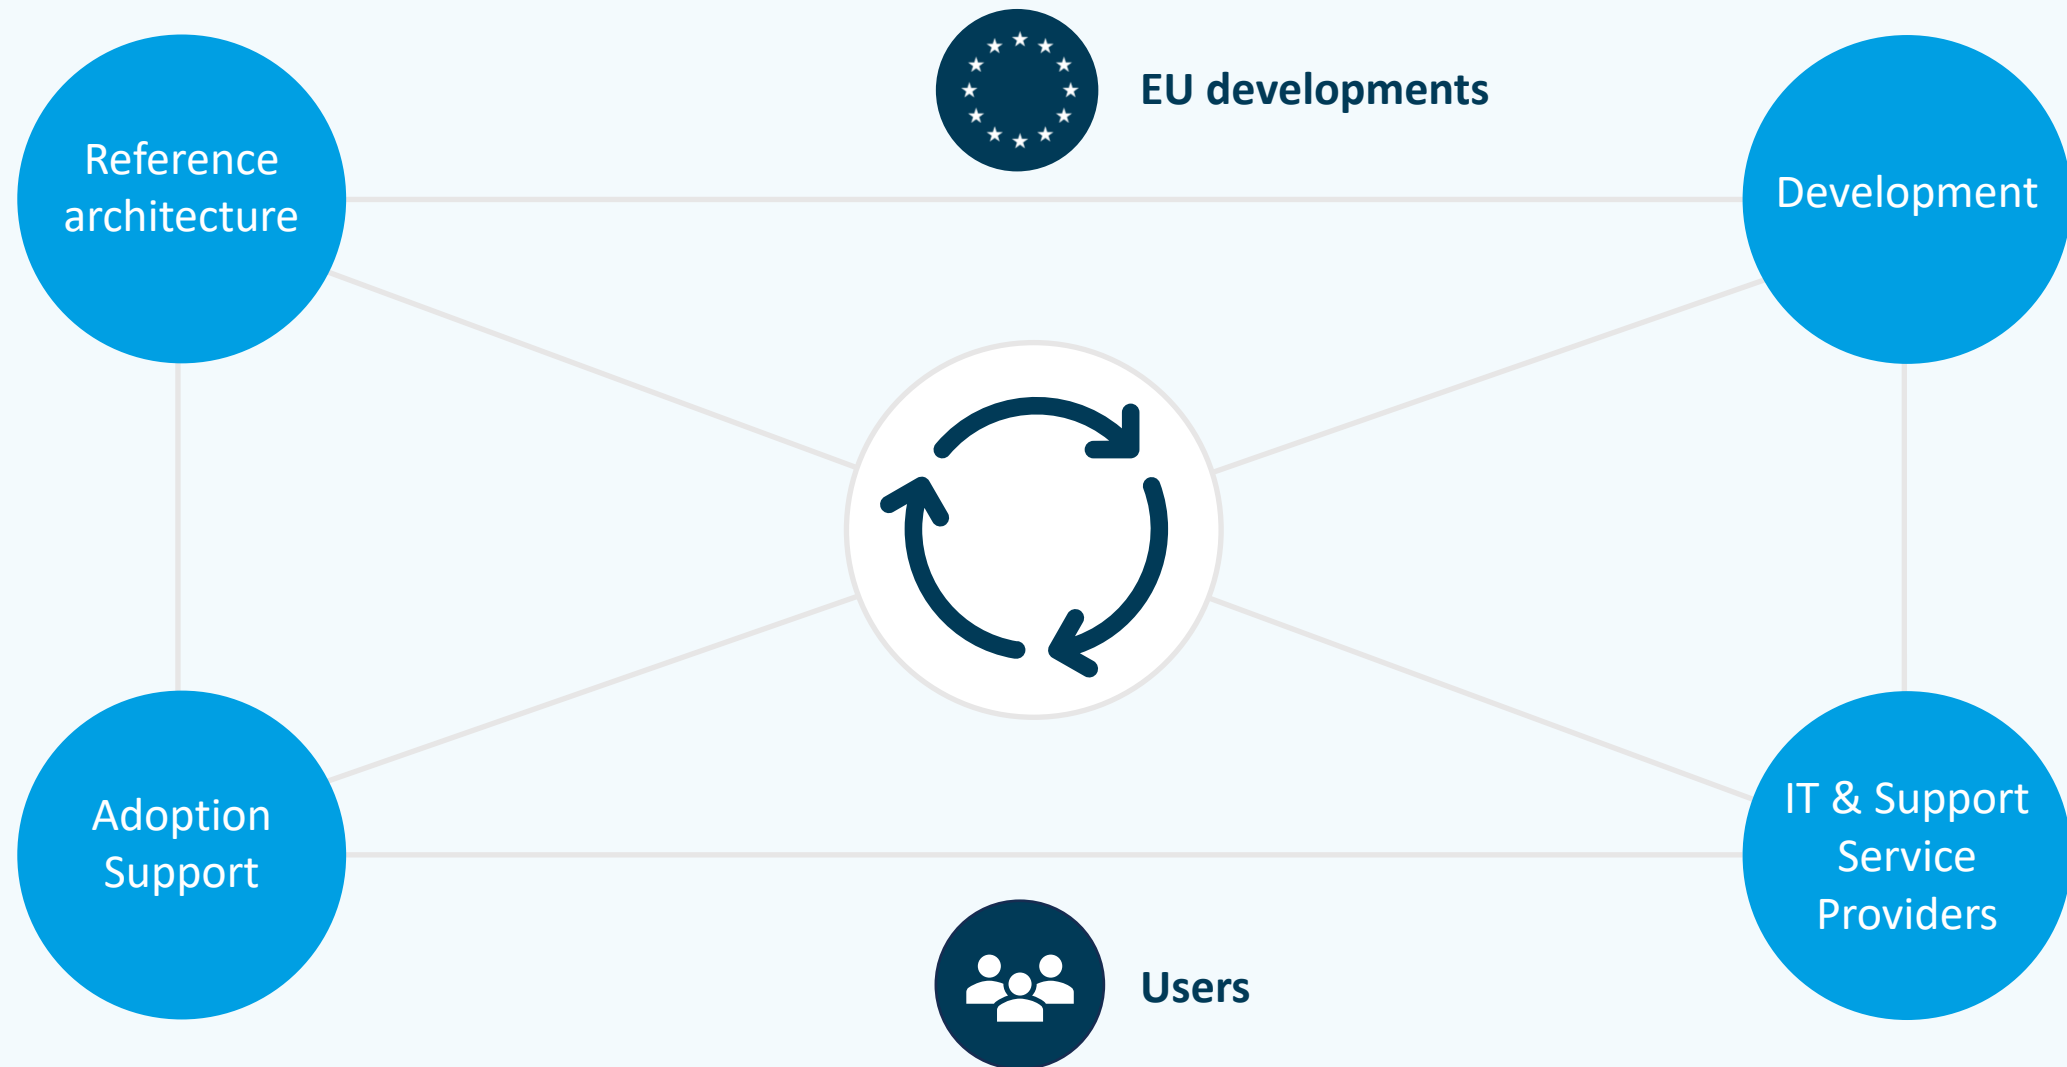 EU developments
Reference
architecture
Development
Adoption
Support
IT & Support
Service
Providers
Users